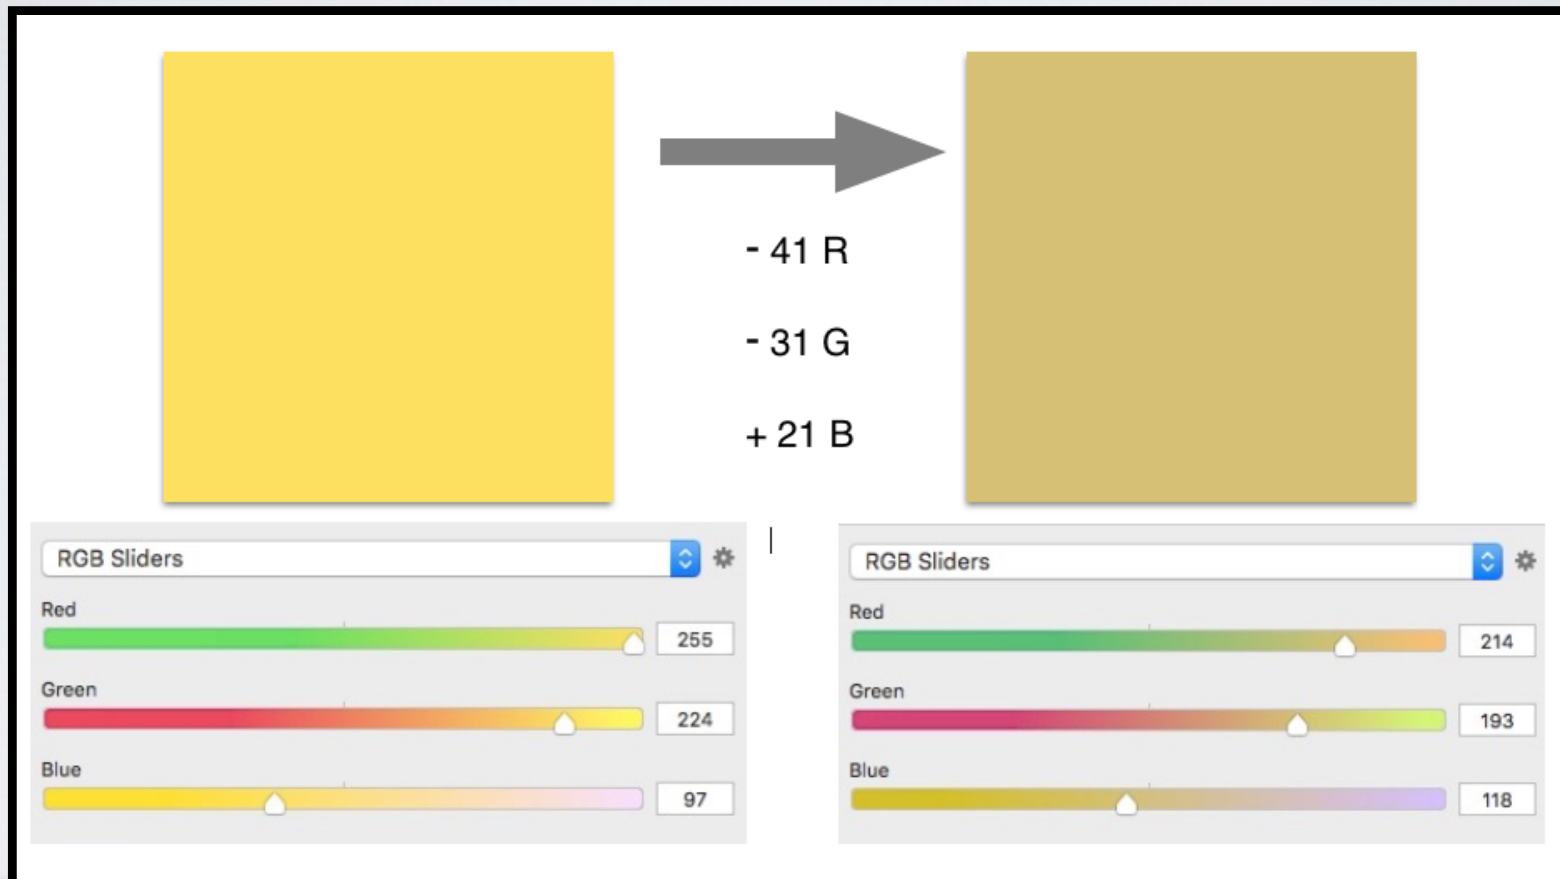 - 41 R
- 31 G
+ 21 B
RGB Sliders
Red
255
Green
224
Blue
97
RGB Sliders
Red
214
Green
193
Blue
118